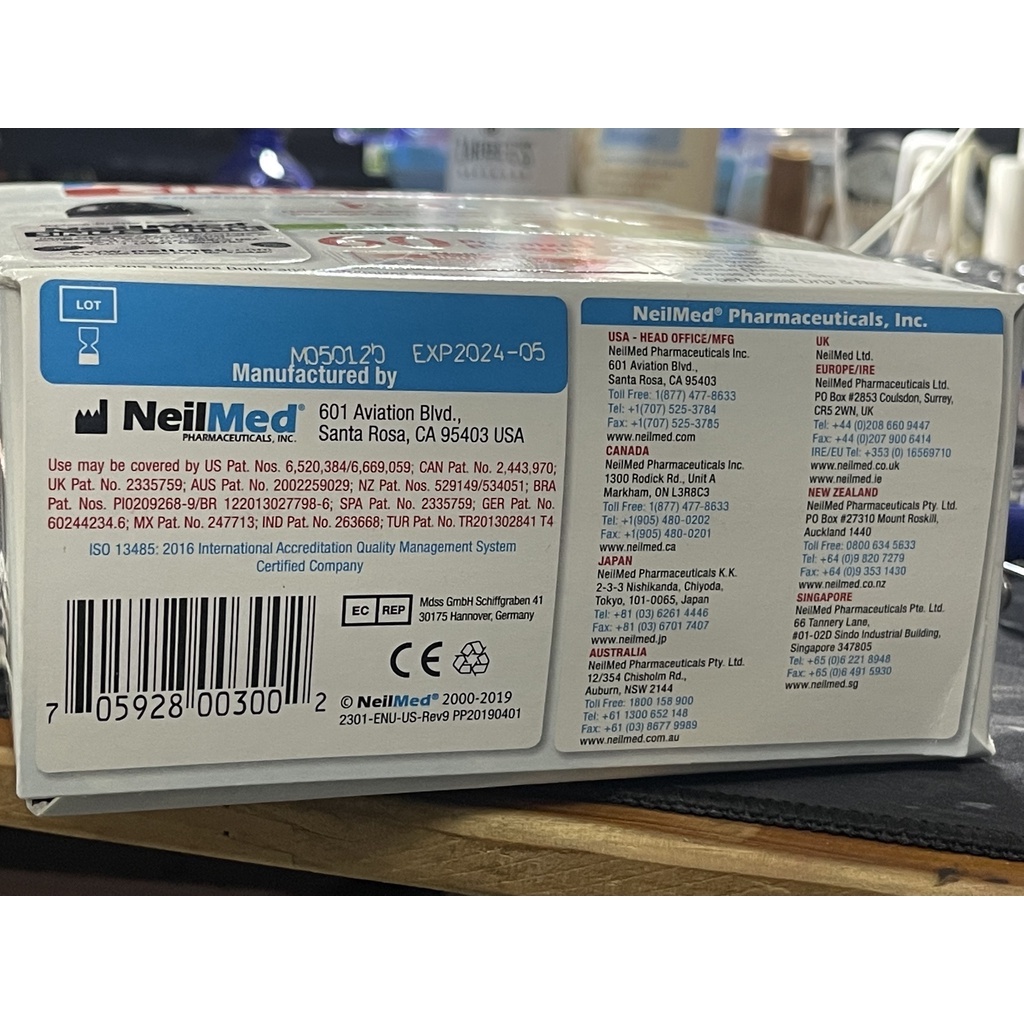 60
LOT
M050120 EXP2024-05
Manufactured by
NeilMed®
PHARMACEUTICALS, INC.
601 Aviation Blvd.,
Santa Rosa, CA 95403 USA
Use may be covered by US Pat. Nos. 6,520,384/6,669,059; CAN Pat. No. 2,443,970;
UK Pat. No. 2335759; AUS Pat. No. 2002259029; NZ Pat. Nos. 529149/534051; BRA
Pat. Nos. PI0209268-9/BR 122013027798-6; SPA Pat. No. 2335759; GER Pat. No.
60244234.6; MX Pat. No. 247713; IND Pat. No. 263668; TUR Pat. No. TR201302841 T4
ISO 13485: 2016 International Accreditation Quality Management System
Certified Company
7 05928 00300 2
EC REP
Mdss GmbH Schiffgraben 41
30175 Hannover, Germany
CE
© NeilMed® 2000-2019
2301-ENU-US-Rev9 PP20190401
NeilMed® Pharmaceuticals, Inc.
USA - HEAD OFFICE/MFG
NeilMed Pharmaceuticals Inc.
601 Aviation Blvd.,
Santa Rosa, CA 95403
Toll Free: 1(877) 477-8633
Tel: +1(707) 525-3784
Fax: +1(707) 525-3785
www.neilmed.com
CANADA
NeilMed Pharmaceuticals Inc.
1300 Rodick Rd., Unit A
Markham, ON L3R8C3
Toll Free: 1(877) 477-8633
Tel: +1(905) 480-0202
Fax: +1(905) 480-0201
www.neilmed.ca
JAPAN
NeilMed Pharmaceuticals K.K.
2-3-3 Nishikanda, Chiyoda,
Tokyo, 101-0065, Japan
Tel: +81 (03) 6261 4446
Fax: +81 (03) 6701 7407
www.neilmed.jp
AUSTRALIA
NeilMed Pharmaceuticals Pty. Ltd.
12/354 Chisholm Rd.,
Auburn, NSW 2144
Toll Free: 1800 158 900
Tel: +61 1300 652 148
Fax: +61 (03) 8677 9989
www.neilmed.com.au
UK
NeilMed Ltd.
EUROPE/IRE
NeilMed Pharmaceuticals Ltd.
PO Box #2853 Coulsdon, Surrey,
CR5 2WN, UK
Tel: +44 (0)208 660 9447
Fax: +44 (0)207 900 6414
IRE/EU Tel: +353 (0) 16569710
www.neilmed.co.uk
www.neilmed.ie
NEW ZEALAND
NeilMed Pharmaceuticals Pty. Ltd.
PO Box #27310 Mount Roskill,
Auckland 1440
Toll Free: 0800 634 5633
Tel: +64 (0)9 820 7279
Fax: +64 (0)9 353 1430
www.neilmed.co.nz
SINGAPORE
NeilMed Pharmaceuticals Pte. Ltd.
66 Tannery Lane,
#01-02D Sindo Industrial Building,
Singapore 347805
Tel: +65 (0)6 221 8948
Fax: +65 (0)6 491 5930
www.neilmed.sg